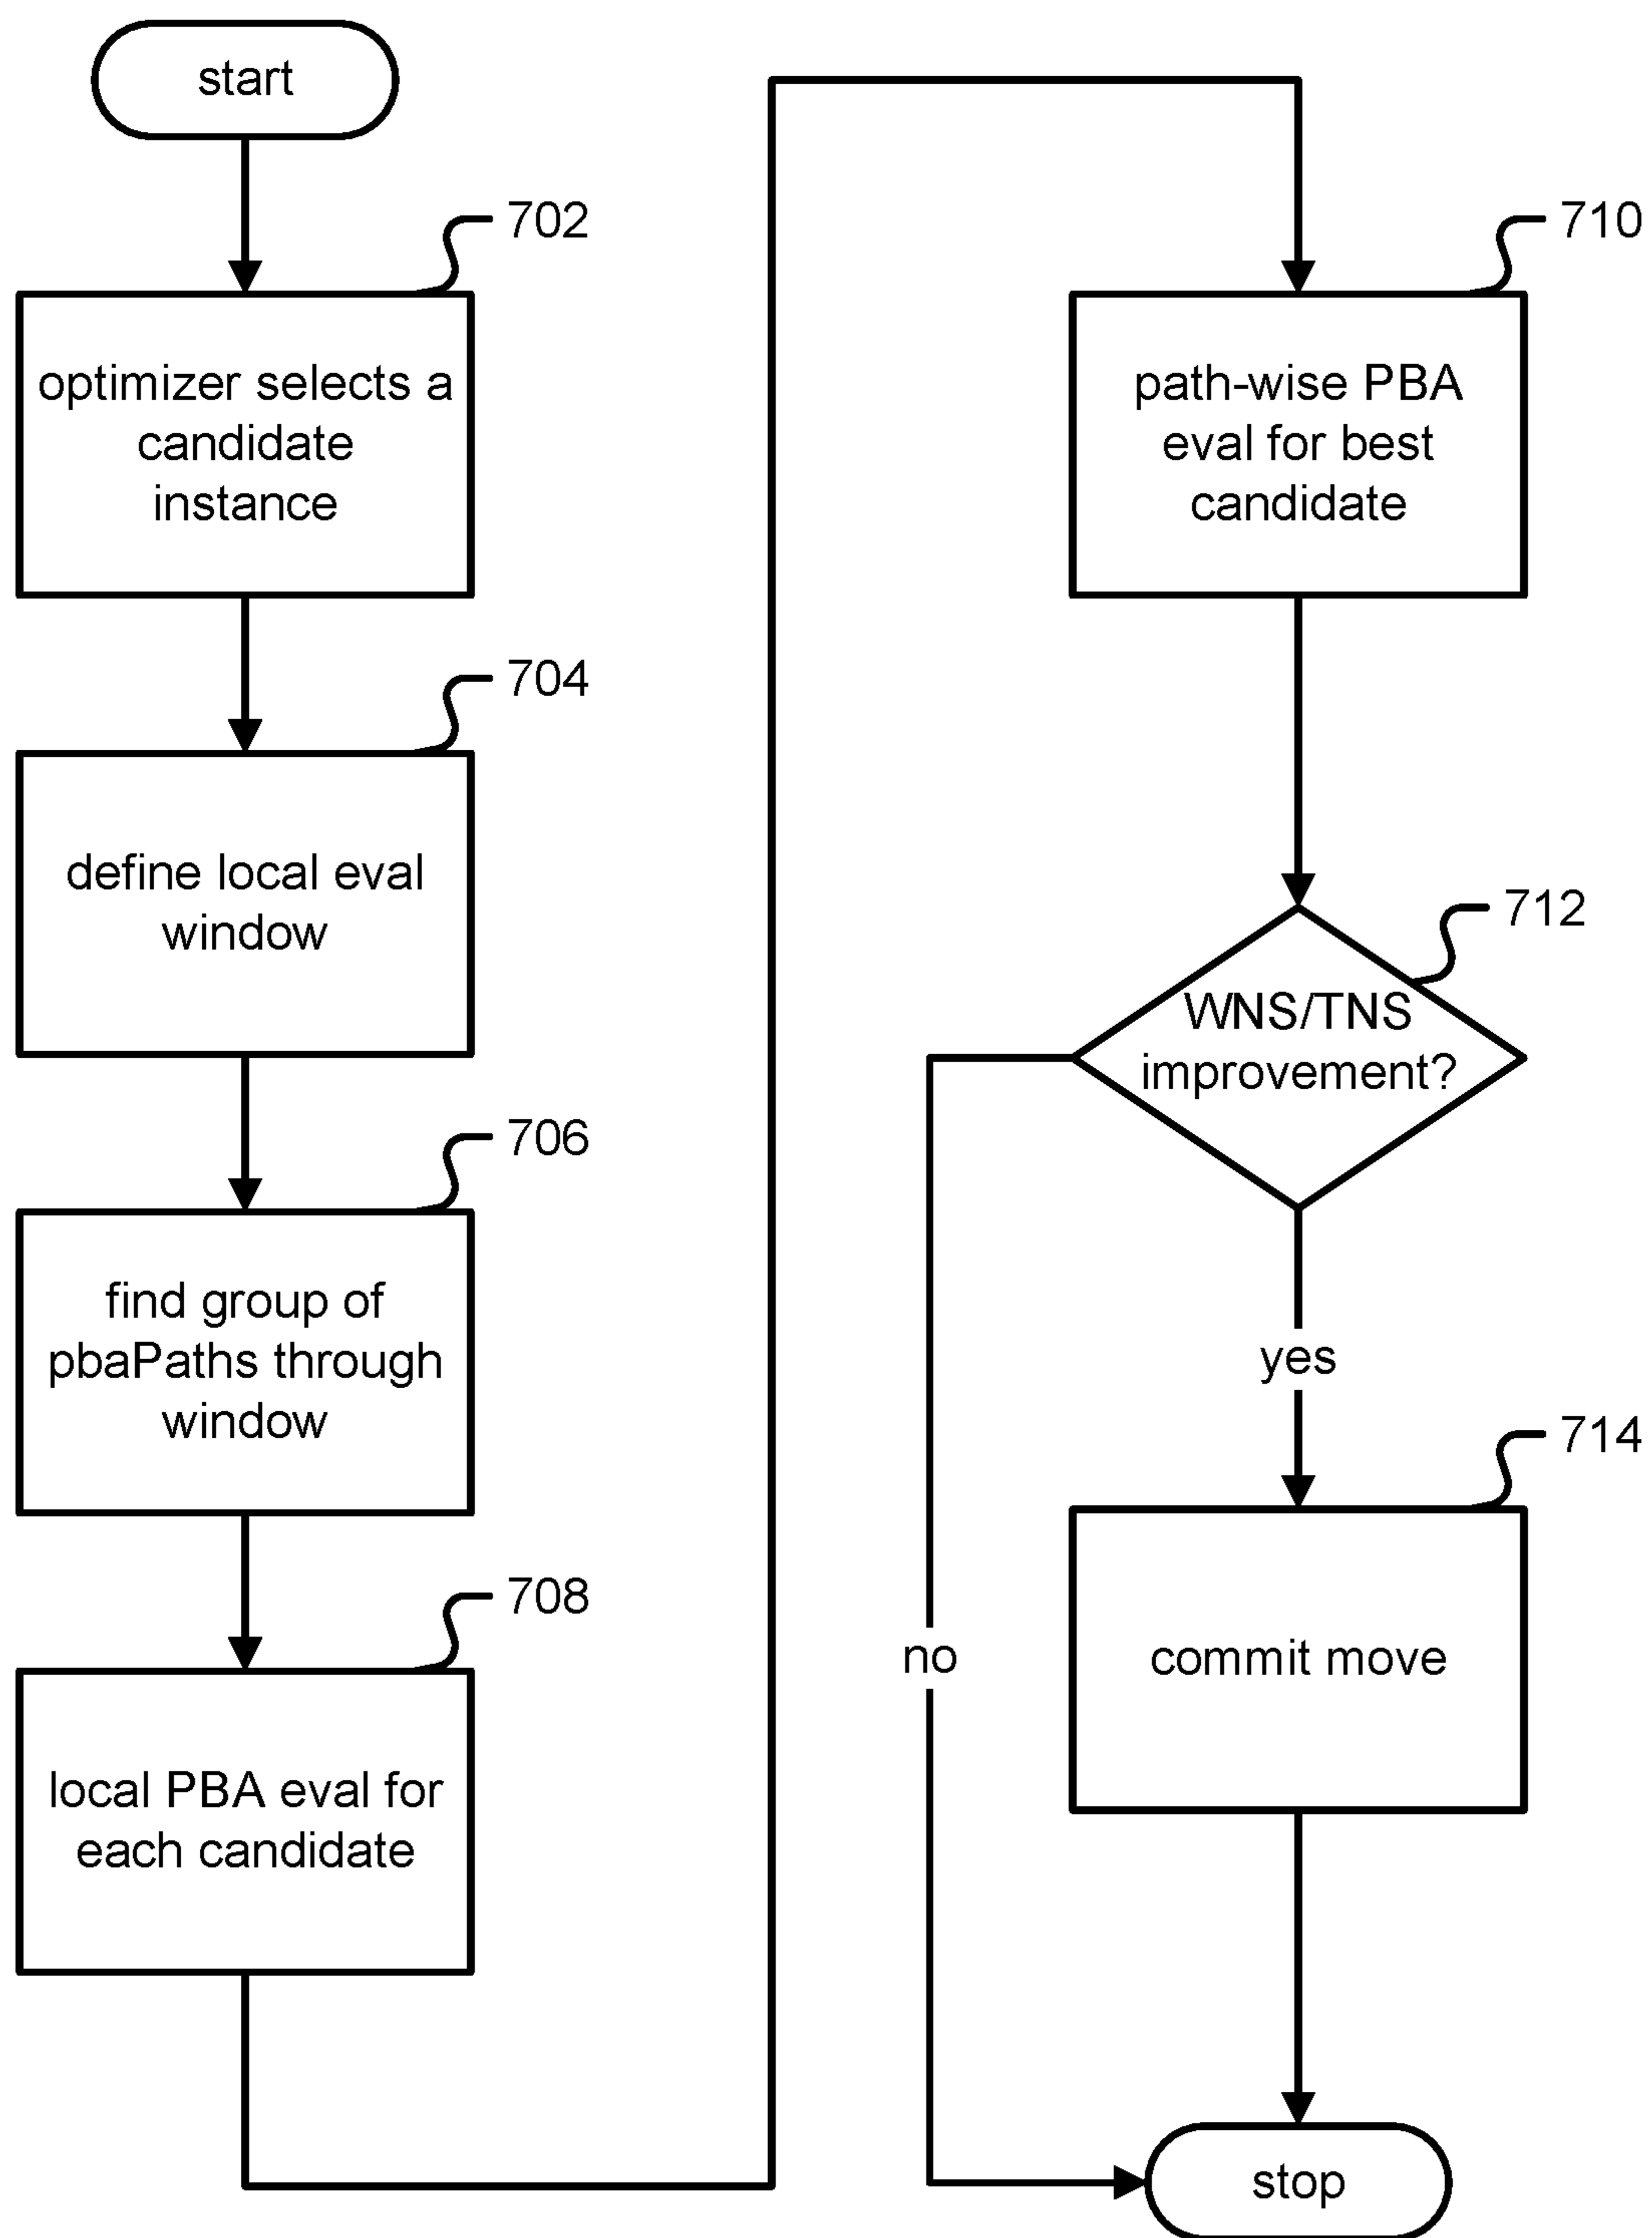 start
702
optimizer selects a
candidate
instance
704
define local eval
window
706
find group of
pbaPaths through
window
708
local PBA eval for
each candidate
710
path-wise PBA
eval for best
candidate
712
WNS/TNS
improvement?
yes
no
714
commit move
stop